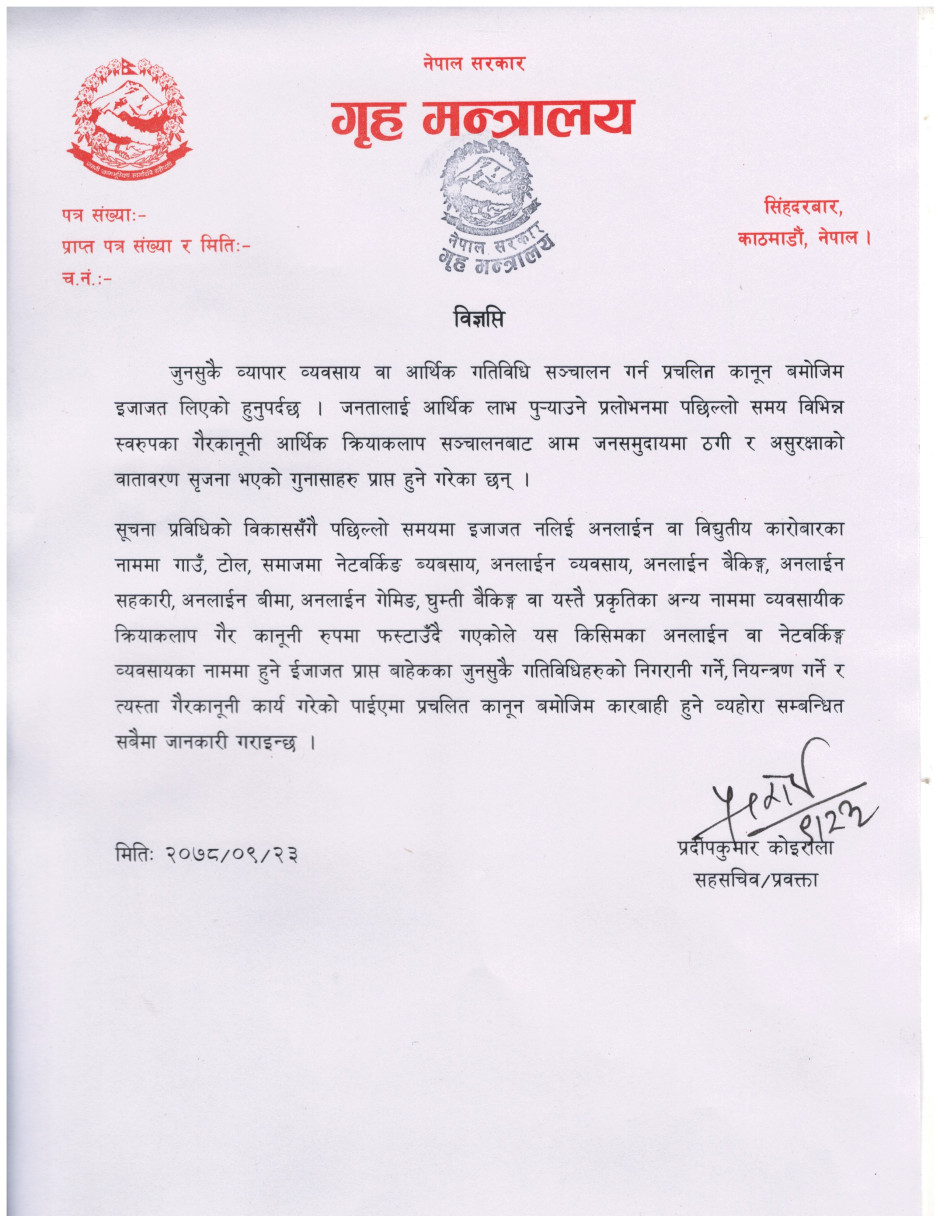 नेपाल सरकार
गृह मन्त्रालय
नेपाल सरकार
गृह मन्त्रालय
पत्र संख्याः-
प्राप्त पत्र संख्या र मितिः-
च.नं.ः-
सिंहदरबार,
काठमाडौं, नेपाल ।
विज्ञप्ति
जुनसुकै व्यापार व्यवसाय वा आर्थिक गतिविधि सञ्चालन गर्न प्रचलित कानून बमोजिम
इजाजत लिएको हुनुपर्दछ । जनतालाई आर्थिक लाभ पुऱ्याउने प्रलोभनमा पछिल्लो समय विभिन्न
स्वरुपका गैरकानूनी आर्थिक क्रियाकलाप सञ्चालनबाट आम जनसमुदायमा ठगी र असुरक्षाको
वातावरण सृजना भएको गुनासाहरु प्राप्त हुने गरेका छन् ।
सूचना प्रविधिको विकाससँगै पछिल्लो समयमा इजाजत नलिई अनलाईन वा विद्युतीय कारोबारका
नाममा गाउँ, टोल, समाजमा नेटवर्किङ व्यबसाय, अनलाईन व्यवसाय, अनलाईन बैकिङ्ग, अनलाईन
सहकारी, अनलाईन बीमा, अनलाईन गेमिङ, घुम्ती बैकिङ्ग वा यस्तै प्रकृतिका अन्य नाममा व्यवसायीक
क्रियाकलाप गैर कानूनी रुपमा फस्टाउँदै गएकोले यस किसिमका अनलाईन वा नेटवर्किङ्ग
व्यवसायका नाममा हुने ईजाजत प्राप्त बाहेकका जुनसुकै गतिविधिहरुको निगरानी गर्ने, नियन्त्रण गर्ने र
त्यस्ता गैरकानूनी कार्य गरेको पाईएमा प्रचलित कानून बमोजिम कारबाही हुने व्यहोरा सम्बन्धित
सबैमा जानकारी गराइन्छ ।
९।२३
मितिः २०७८/०९/२३
प्रदीपकुमार कोइराला
सहसचिव/प्रवक्ता